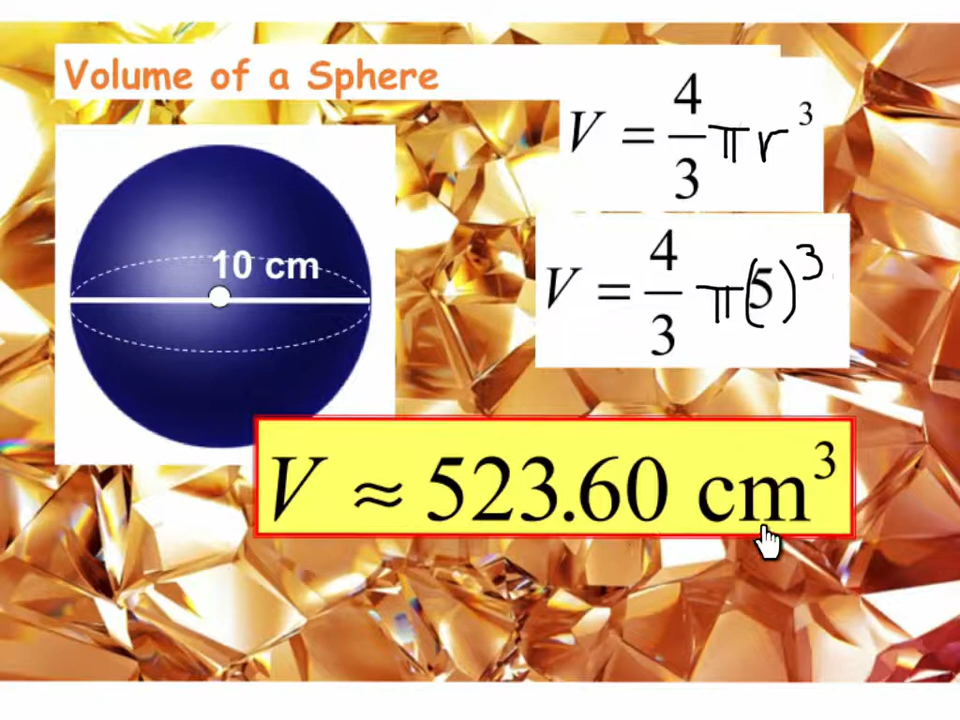 Volume of a Sphere
V = 4/3 πr³
10 cm
V = 4/3 π(5)³
V ≈ 523.60 cm³